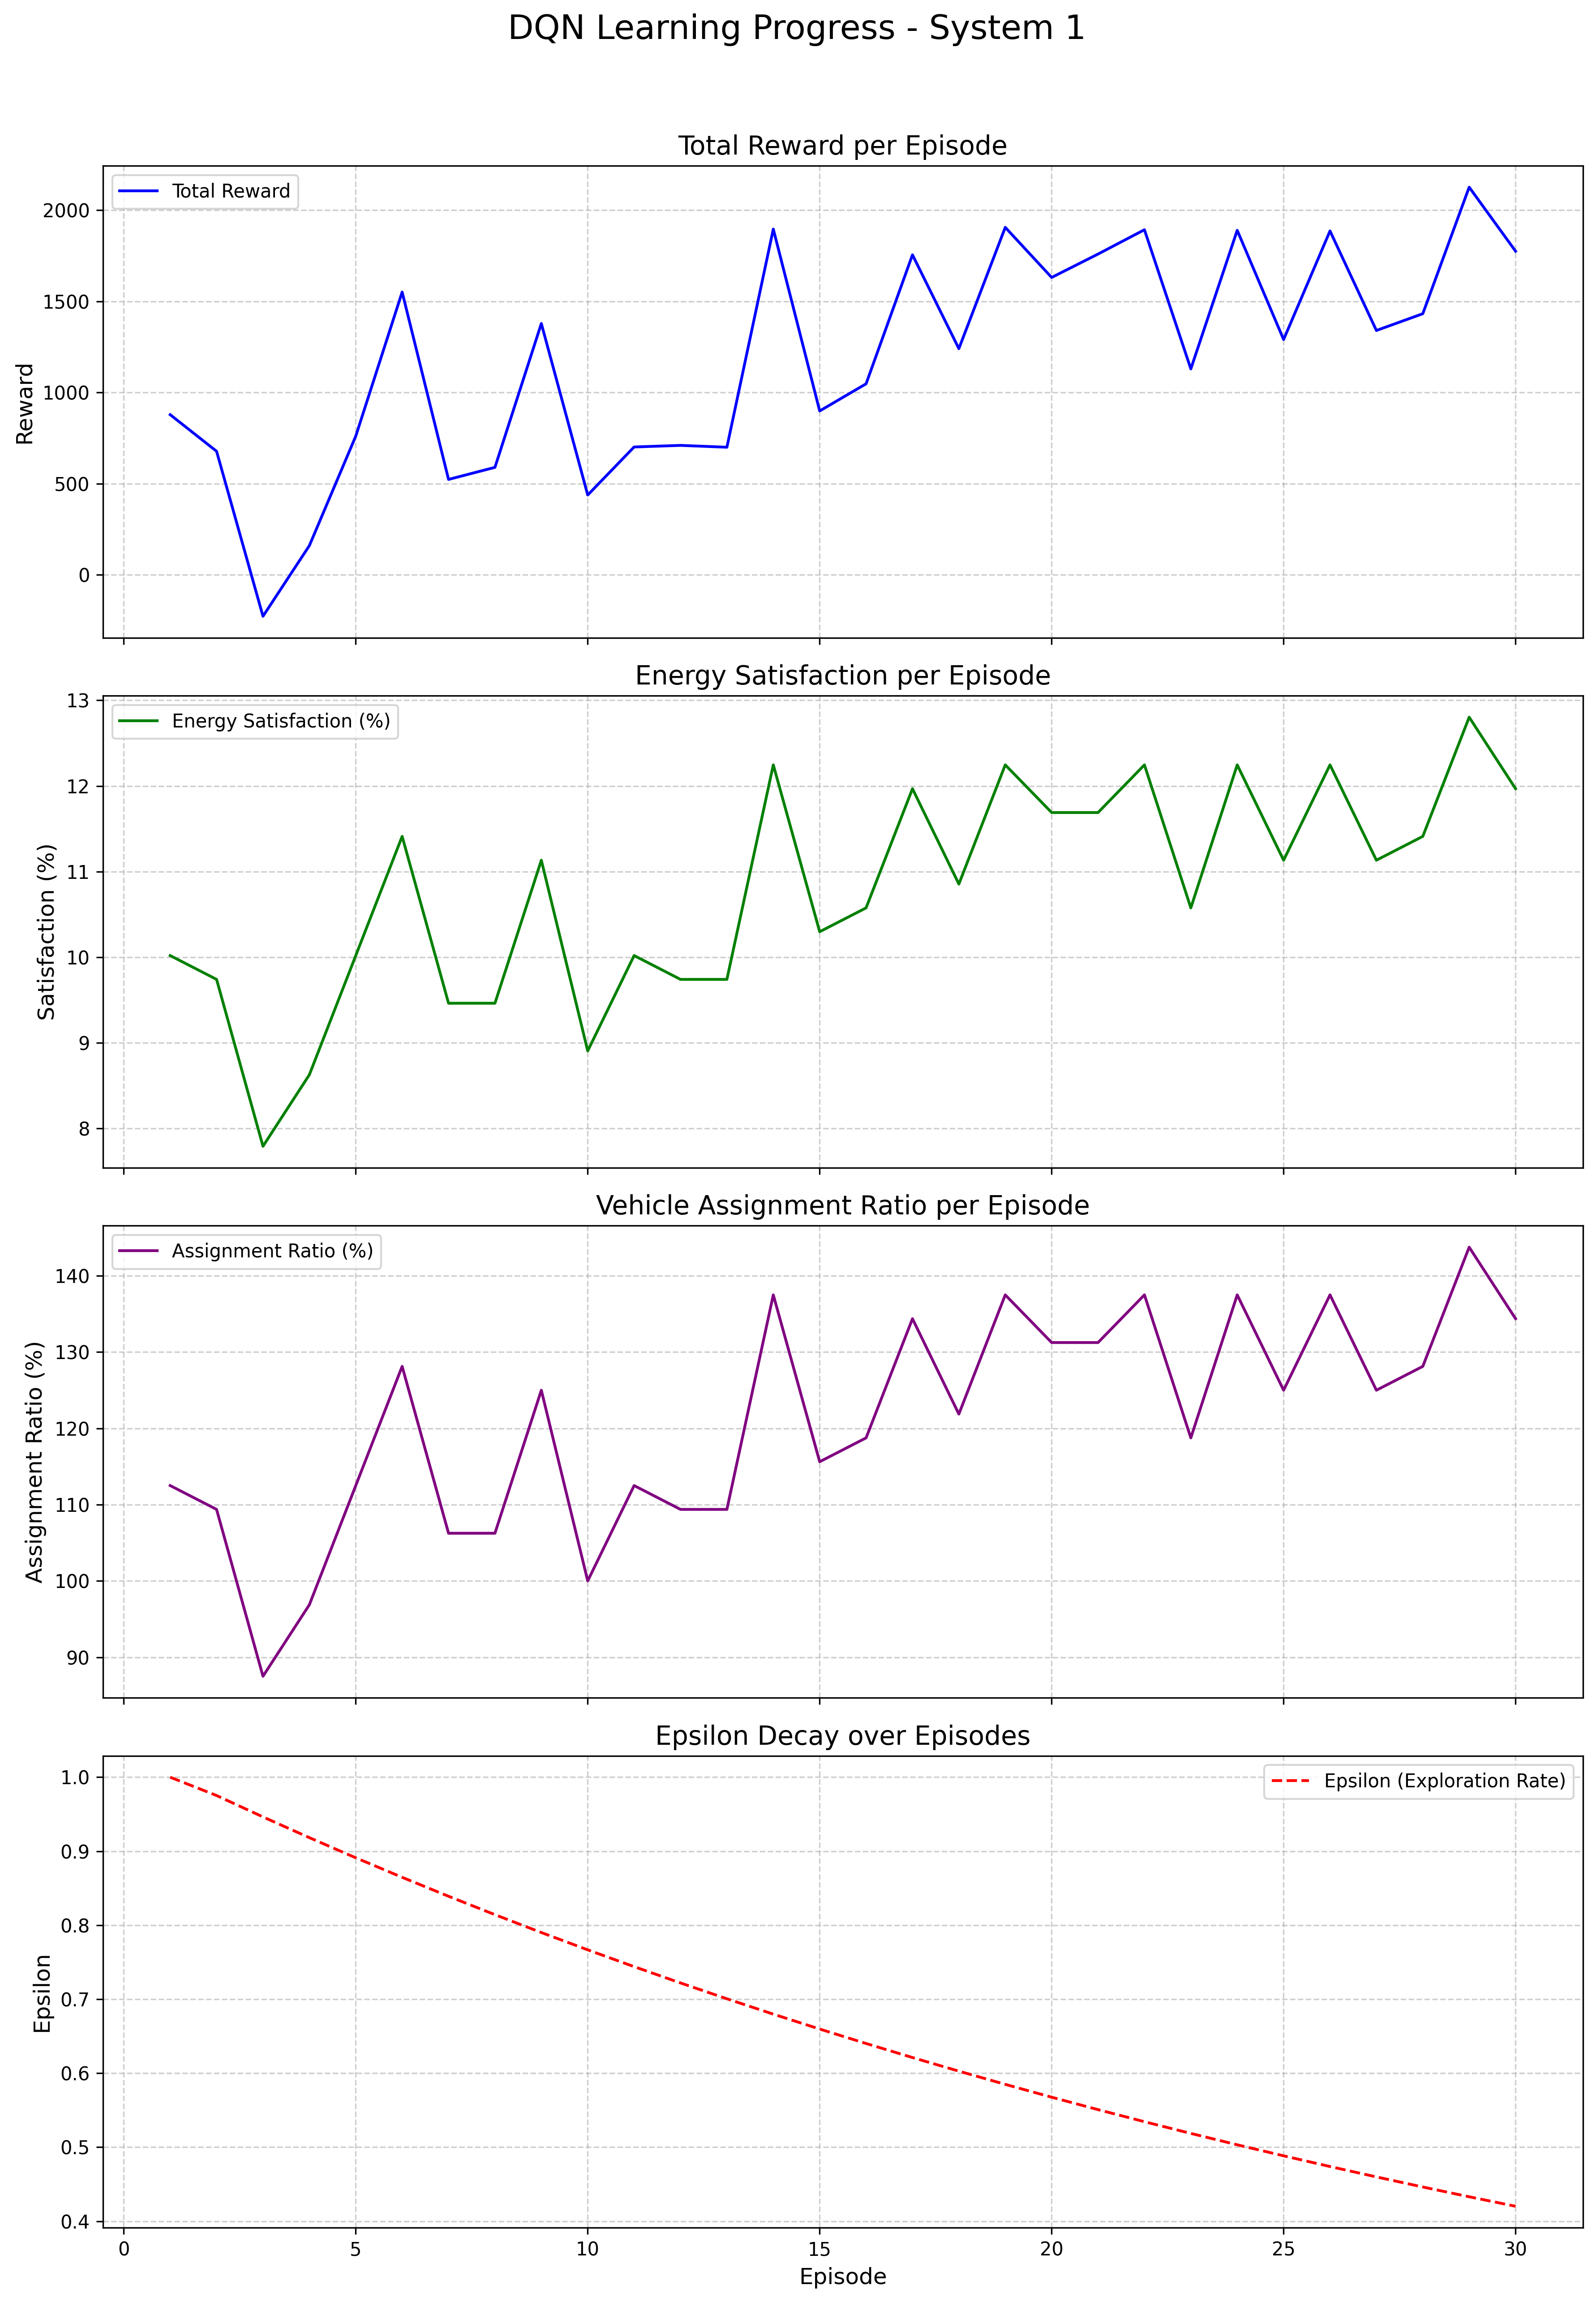 DQN Learning Progress - System 1
Total Reward per Episode
Total Reward
Reward
2000
1500
1000
500
0
Energy Satisfaction per Episode
Energy Satisfaction (%)
Satisfaction (%)
13
12
11
10
9
8
Vehicle Assignment Ratio per Episode
Assignment Ratio (%)
Assignment Ratio (%)
140
130
120
110
100
90
Epsilon Decay over Episodes
Epsilon (Exploration Rate)
Epsilon
1.0
0.9
0.8
0.7
0.6
0.5
0.4
0 5 10 15 20 25 30
Episode